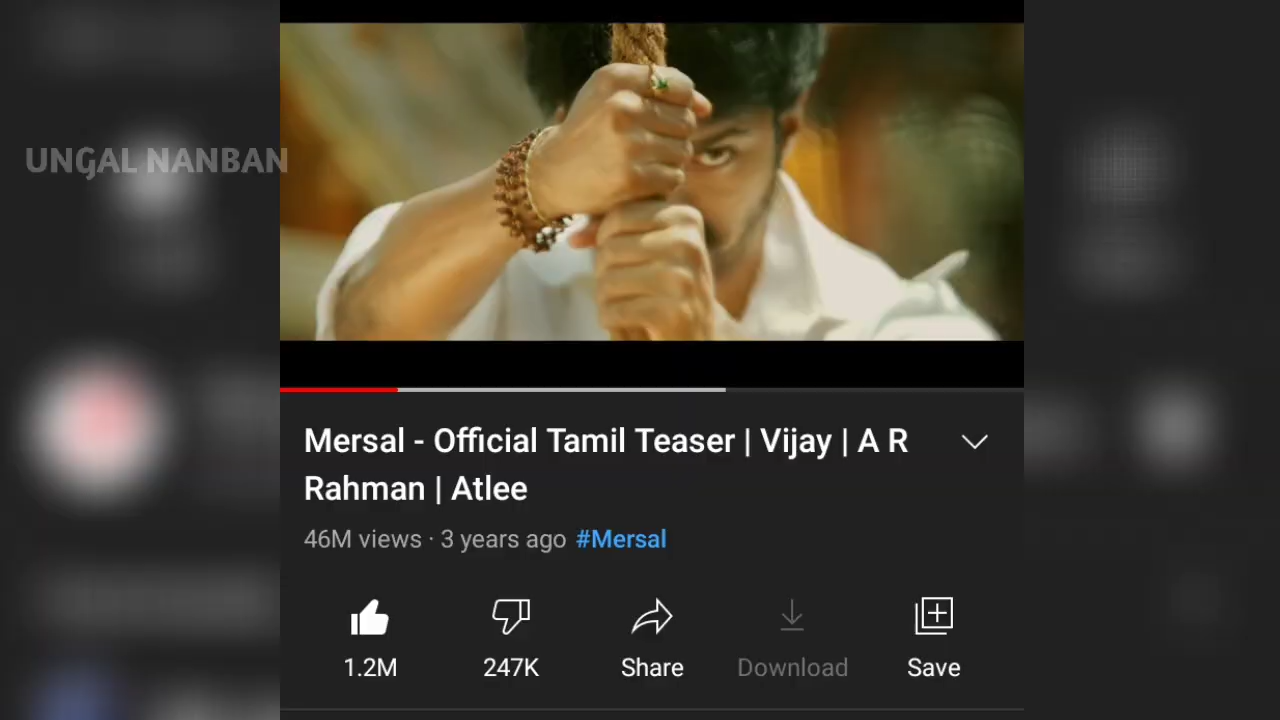 UNGAL NANBAN
Mersal - Official Tamil Teaser | Vijay | A R
Rahman | Atlee
46M views · 3 years ago #Mersal
1.2M 247K Share Download Save